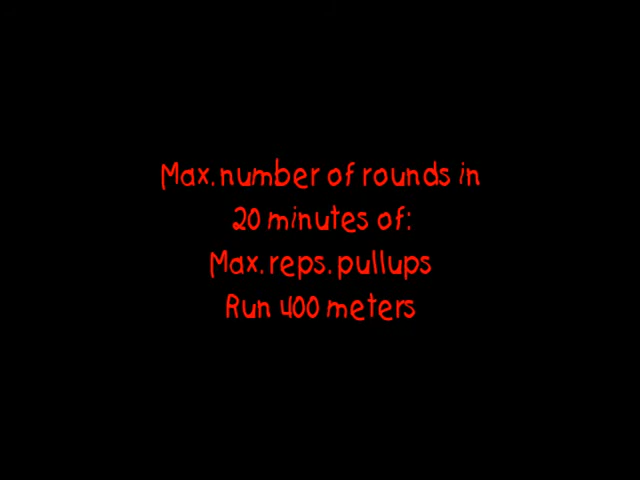 Max. number of rounds in
20 minutes of:
Max. reps. pullups
Run 400 meters